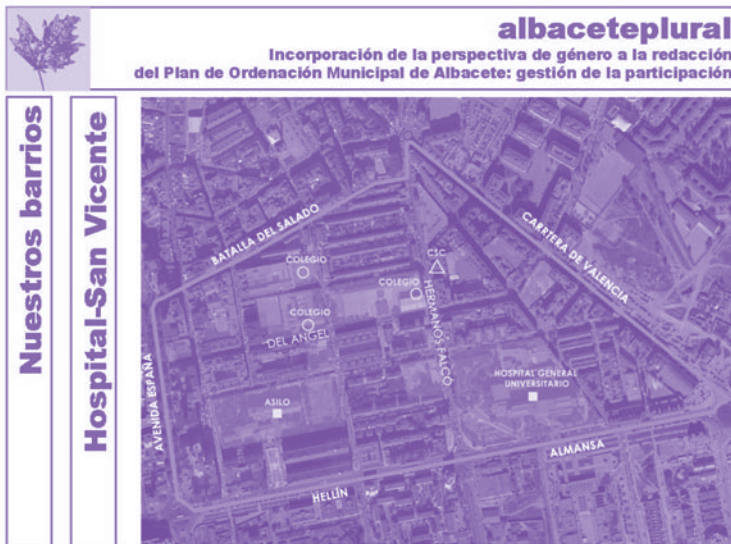 albaceteplural
Incorporación de la perspectiva de género a la redacción
del Plan de Ordenación Municipal de Albacete: gestión de la participación
Nuestros barrios
Hospital-San Vicente
BATALLA DEL SALADO
CARRTERA DE VALENCIA
COLEGIO
CSC
COLEGIO
HERMANOS FALCÓ
COLEGIO
DEL ANGEL
AVENIDA ESPAÑA
HOSPITAL GENERAL
UNIVERSITARIO
ASILO
ALMANSA
HELLÍN